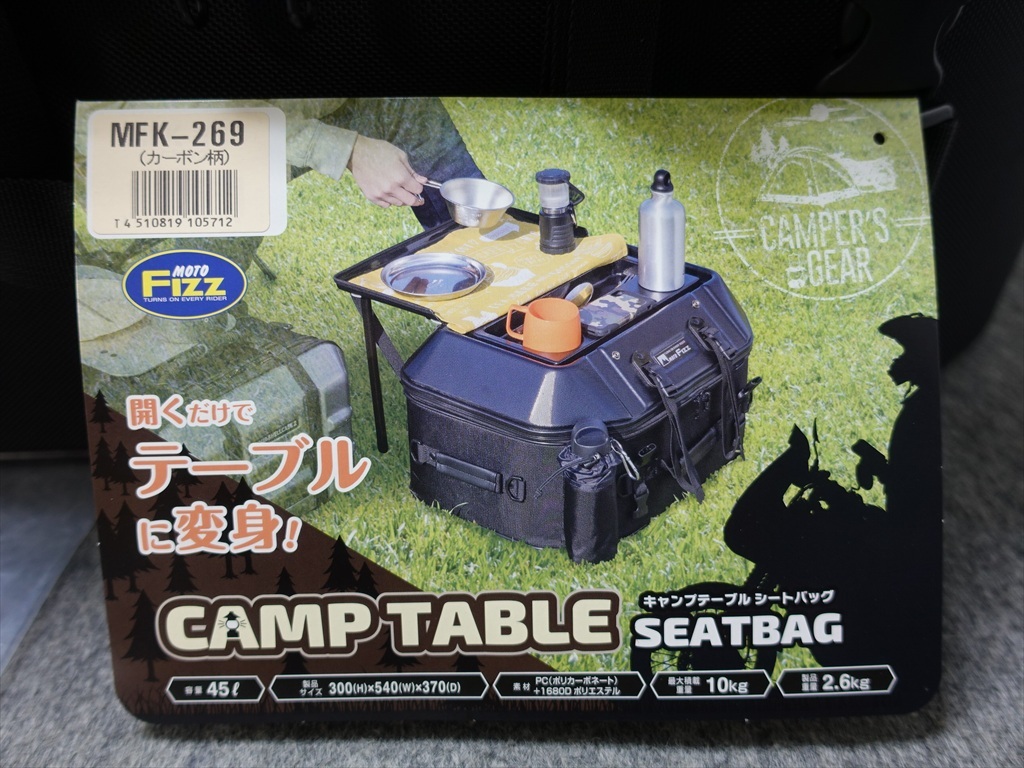 MFK-269
(カーボン柄)
T 4 510819 105712
MOTO
FIZZ
TURNS ON EVERY RIDER
CAMPER'S
GEAR
FIZZ
開くだけで
テーブル
に変身!
CAMP TABLE
キャンプテーブル シートバッグ
SEATBAG
容量 45ℓ
製品
サイズ 300(H)×540(W)×370(D)
素材 PC(ポリカーボネート)
+1680D ポリエステル
最大積載
重量 10kg
製品
重量 2.6kg